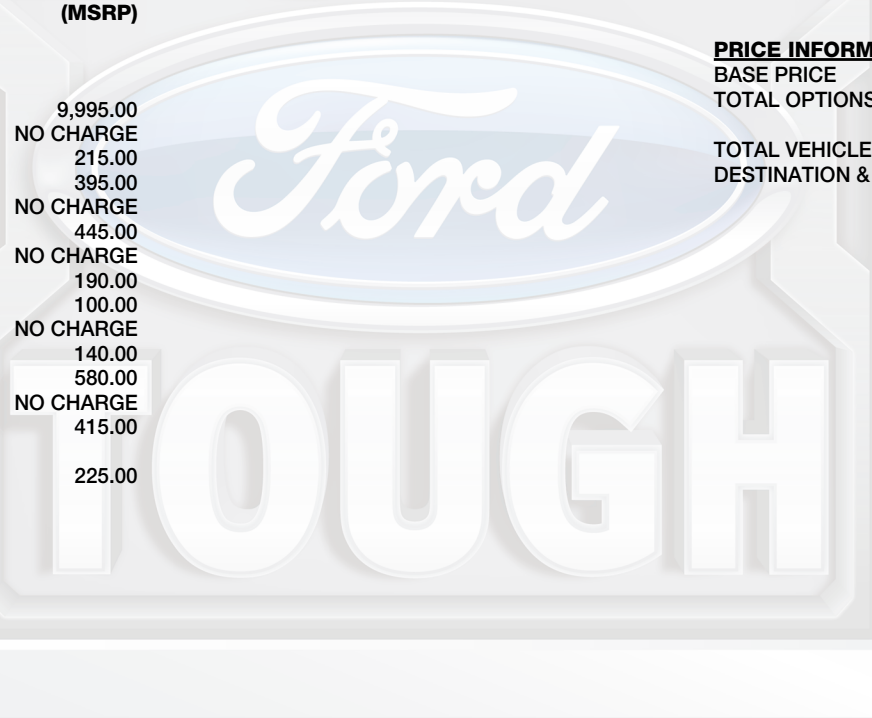 (MSRP)
9,995.00
NO CHARGE
215.00
395.00
NO CHARGE
445.00
NO CHARGE
190.00
100.00
NO CHARGE
140.00
580.00
NO CHARGE
415.00
225.00
PRICE INFORM
BASE PRICE
TOTAL OPTIONS
TOTAL VEHICLE
DESTINATION &
Ford
TOUGH